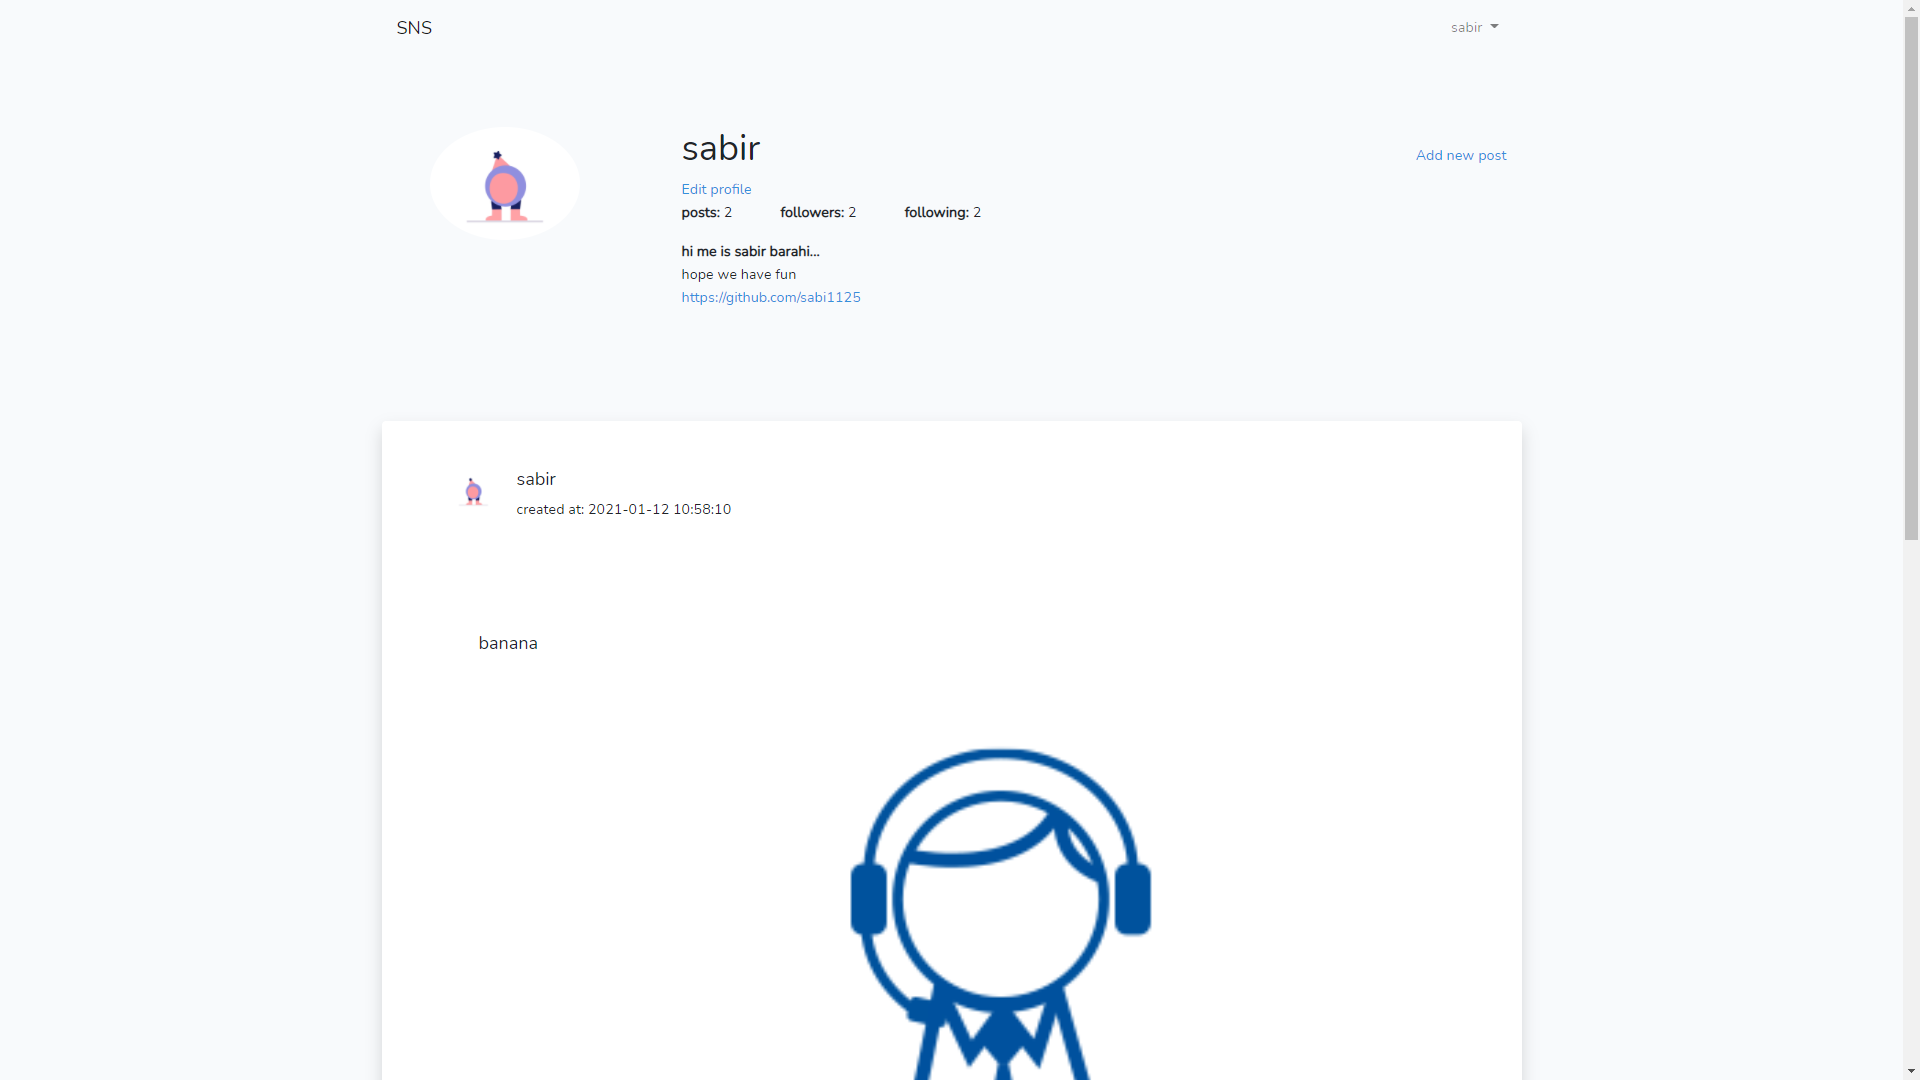 SNS
sabir
sabir
Add new post
Edit profile
posts: 2 followers: 2 following: 2
hi me is sabir barahi...
hope we have fun
https://github.com/sabi1125
sabir
created at: 2021-01-12 10:58:10
banana